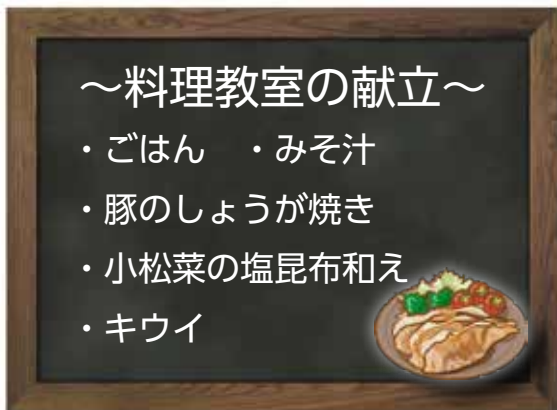 ～料理教室の献立～
・ごはん　・みそ汁
・豚のしょうが焼き
・小松菜の塩昆布和え
・キウイ